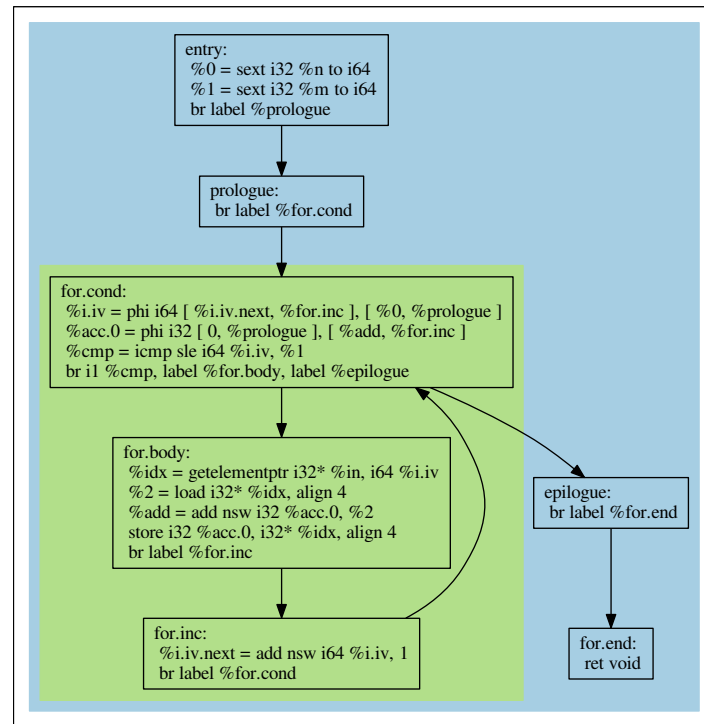 entry:
%0 = sext i32 %n to i64
%1 = sext i32 %m to i64
br label %prologue
prologue:
br label %for.cond
for.cond:
%i.iv = phi i64 [ %i.iv.next, %for.inc ], [ %0, %prologue ]
%acc.0 = phi i32 [ 0, %prologue ], [ %add, %for.inc ]
%cmp = icmp sle i64 %i.iv, %1
br i1 %cmp, label %for.body, label %epilogue
for.body:
%idx = getelementptr i32* %in, i64 %i.iv
%2 = load i32* %idx, align 4
%add = add nsw i32 %acc.0, %2
store i32 %acc.0, i32* %idx, align 4
br label %for.inc
epilogue:
br label %for.end
for.inc:
%i.iv.next = add nsw i64 %i.iv, 1
br label %for.cond
for.end:
ret void